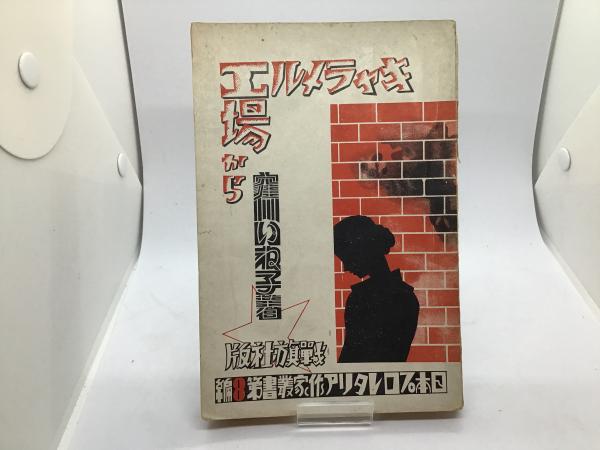 キャラメル工場から
窪川いね子著
戰旗社版
日本プロレタリア作家叢書第8編